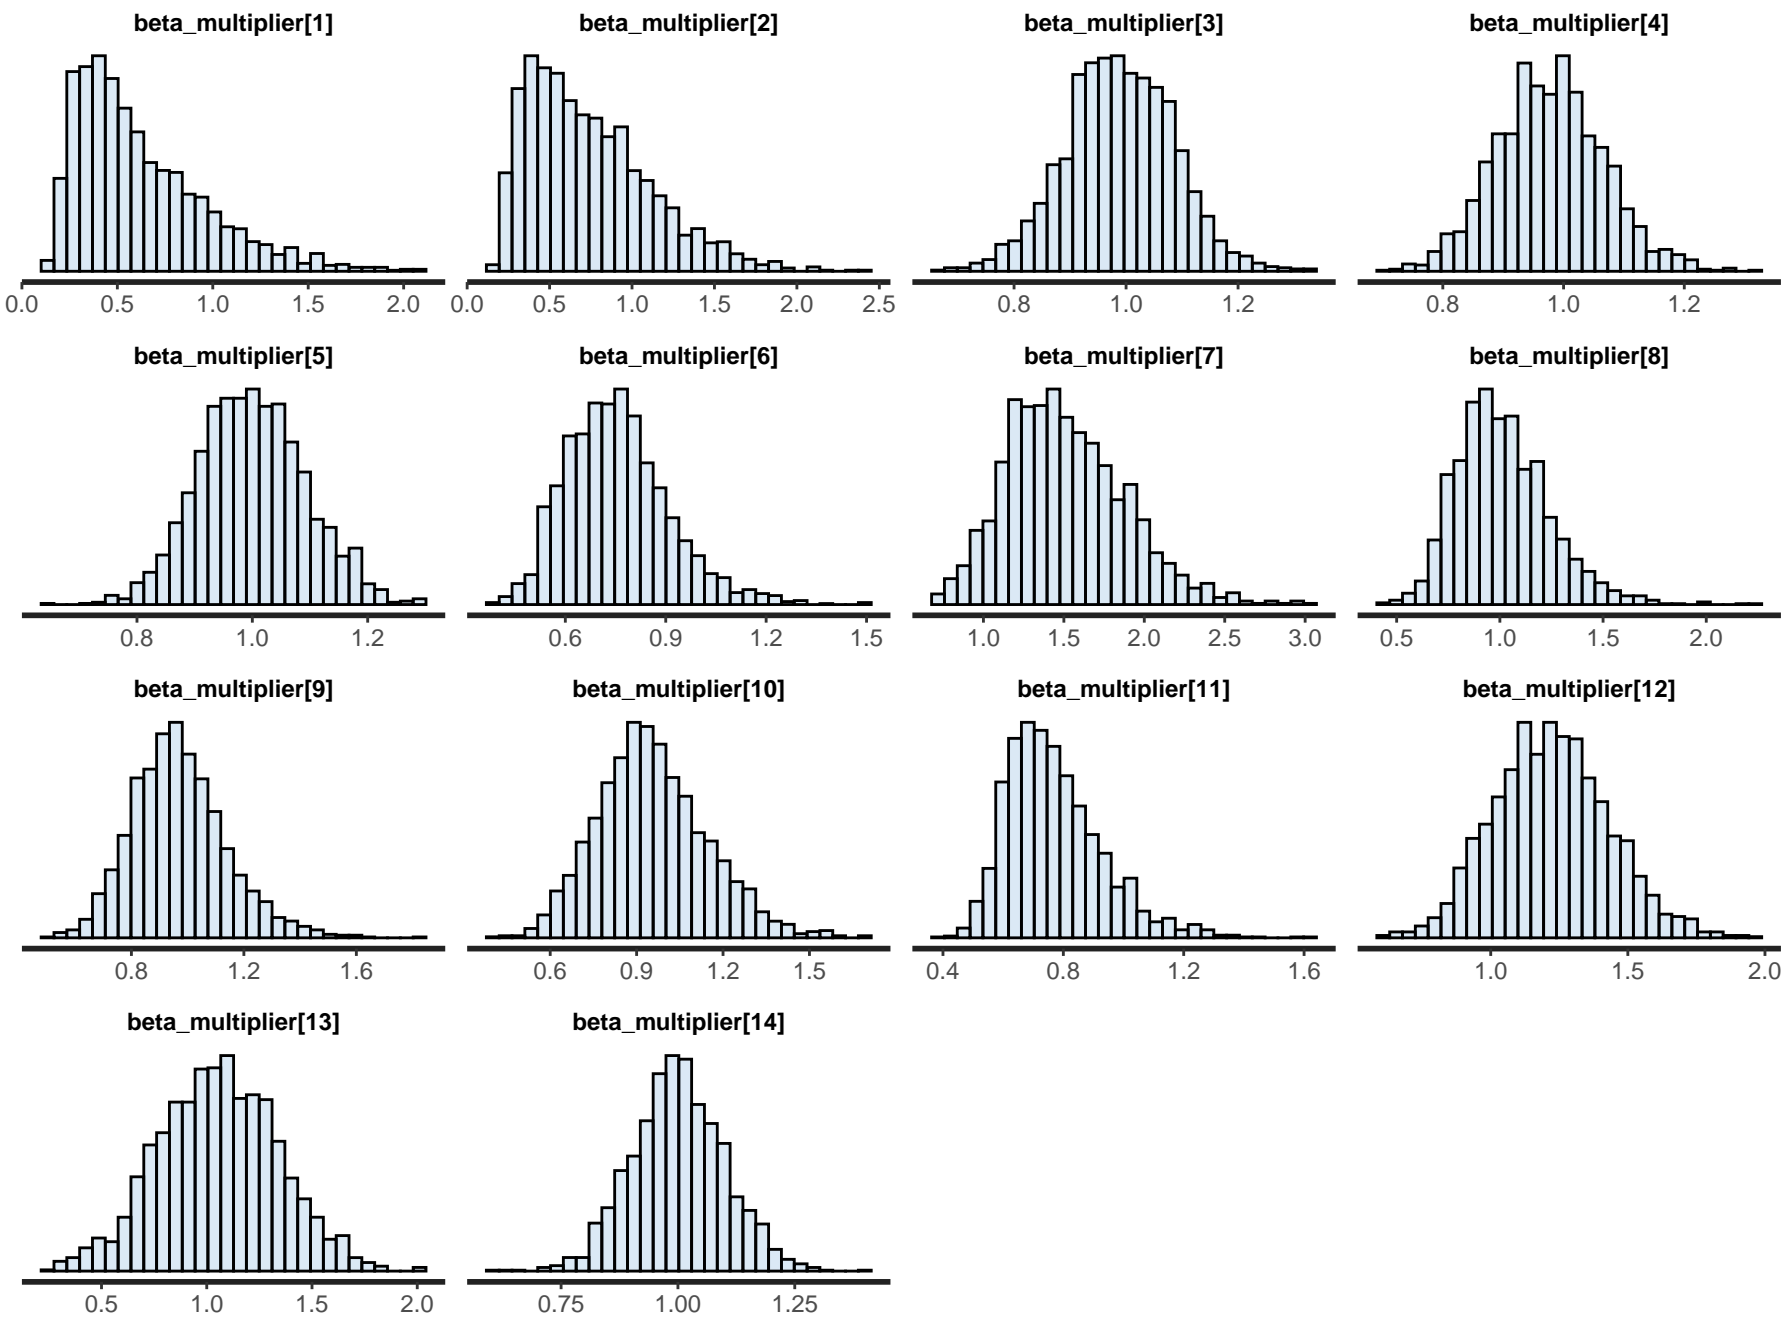 beta_multiplier[1] beta_multiplier[2] beta_multiplier[3] beta_multiplier[4]
0.0 0.5 1.0 1.5 2.0 0.0 0.5 1.0 1.5 2.0 2.5 0.8 1.0 1.2 0.8 1.0 1.2
beta_multiplier[5] beta_multiplier[6] beta_multiplier[7] beta_multiplier[8]
0.8 1.0 1.2 0.6 0.9 1.2 1.5 1.0 1.5 2.0 2.5 3.0 0.5 1.0 1.5 2.0
beta_multiplier[9] beta_multiplier[10] beta_multiplier[11] beta_multiplier[12]
0.8 1.2 1.6 0.6 0.9 1.2 1.5 0.4 0.8 1.2 1.6 1.0 1.5 2.0
beta_multiplier[13] beta_multiplier[14]
0.5 1.0 1.5 2.0 0.75 1.00 1.25